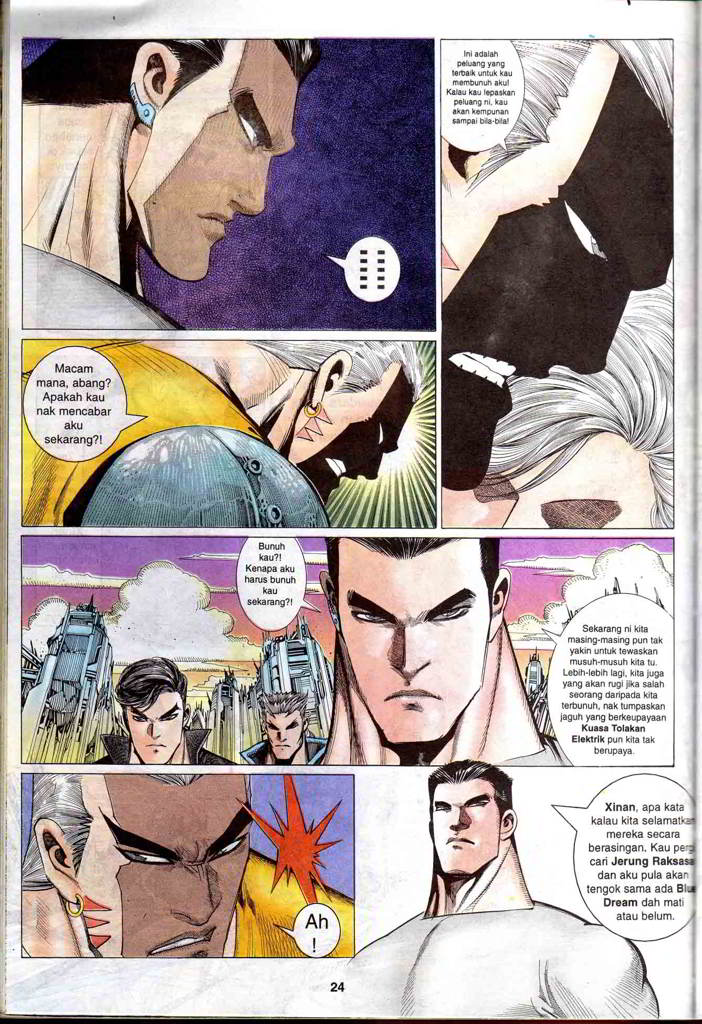 Ini adalah
peluang yang
terbaik untuk kau
membunuh aku!
Kalau kau lepaskan
peluang ni, kau
akan kempunan
sampai bila-bila!
Macam
mana, abang?
Apakah kau
nak mencabar
aku
sekarang?!
Bunuh
kau?!
Kenapa aku
harus bunuh
kau
sekarang?!
Sekarang ni kita
masing-masing pun tak
yakin untuk tewaskan
musuh-musuh kita tu.
Lebih-lebih lagi, kita juga
yang akan rugi jika salah
seorang daripada kita
terbunuh, nak tumpaskan
jaguh yang berkeupayaan
Kuasa Tolakan
Elektrik pun kita tak
berupaya.
Ah
!
Xinan, apa kata
kalau kita selamatkan
mereka secara
berasingan. Kau pergi
cari Jerung Raksasa
dan aku pula akan
tengok sama ada Blue
Dream dah mati
atau belum.
24